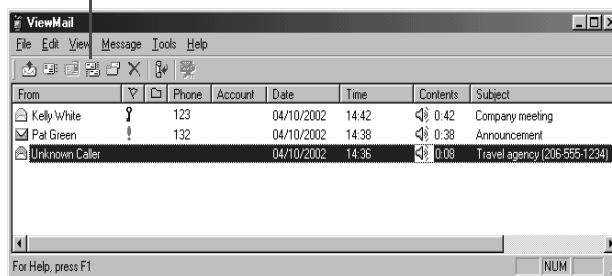 ViewMail
File Edit View Message Tools Help
From Phone Account Date Time Contents Subject
Kelly White 123 04/10/2002 14:42 0:42 Company meeting
Pat Green 132 04/10/2002 14:38 0:38 Announcement
Unknown Caller 04/10/2002 14:36 0:08 Travel agency (206-555-1234)
For Help, press F1 NUM